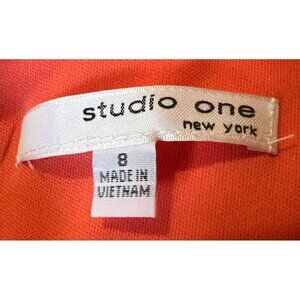 studio one
new york
8
MADE IN
VIETNAM